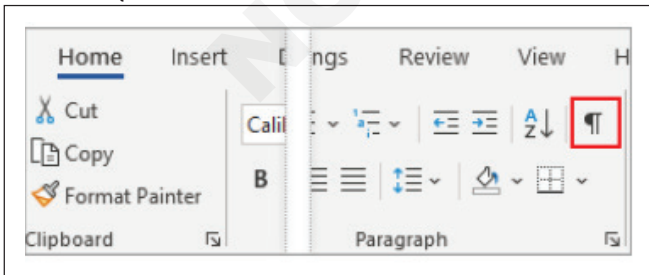 Home Insert D ngs Review View H
Cut
Calil
Copy
B
Format Painter
Clipboard Paragraph